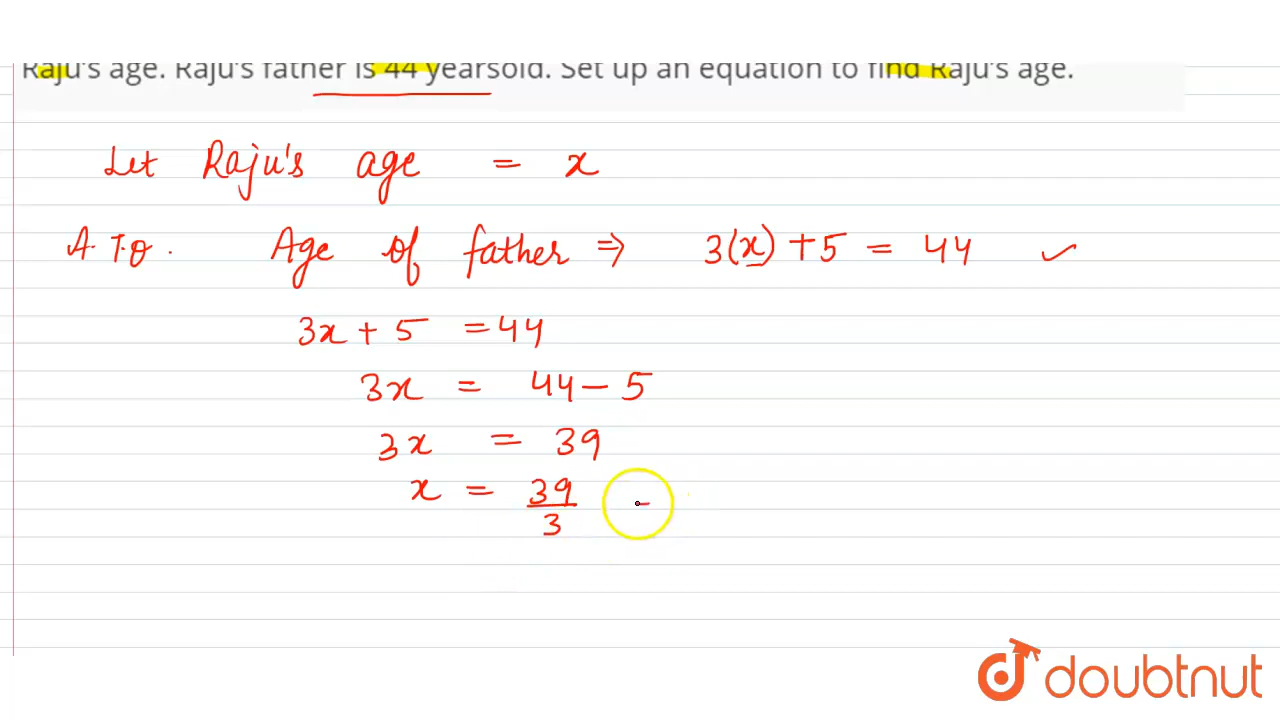 Raju's age. Raju's father is 44 yearsold. Set up an equation to find Raju's age.
Let Raju's age = x
A.T.Q. Age of father ⇒ 3(x) + 5 = 44 ✓
3x + 5 = 44
3x = 44 − 5
3x = 39
x = 39/3 −
doubtnut